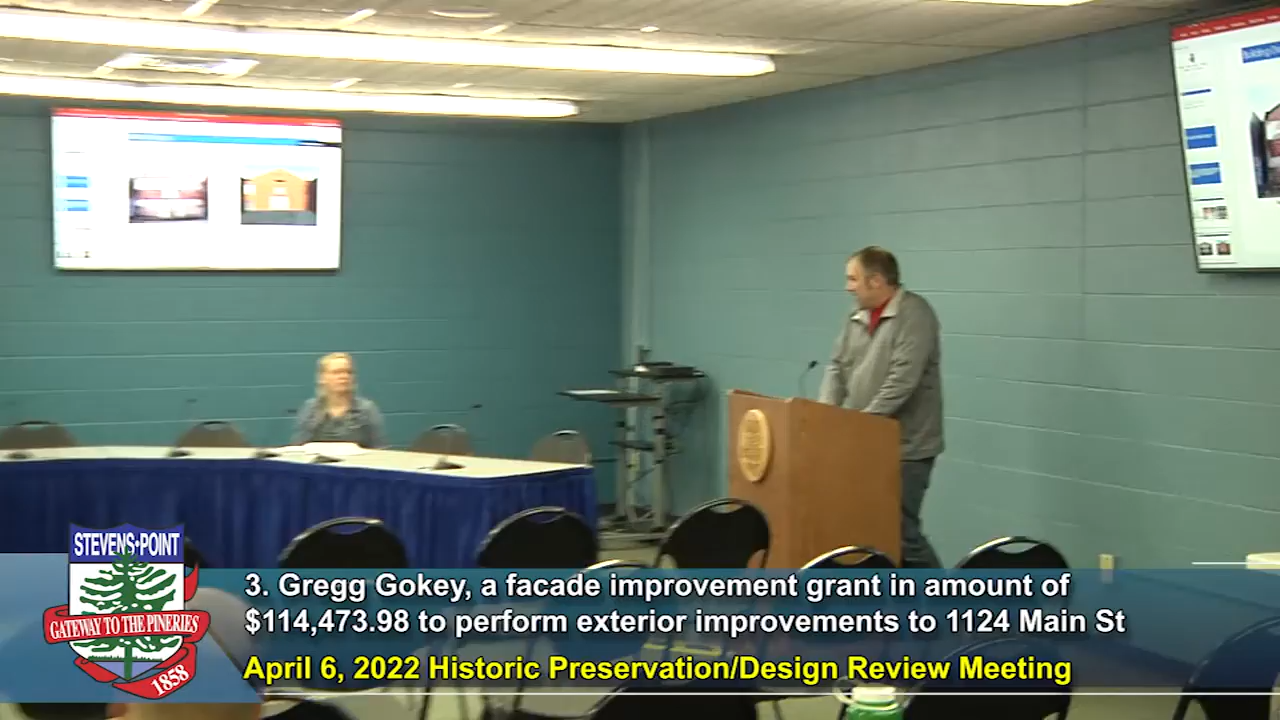 STEVENS•POINT
GATEWAY TO THE PINERIES
1858
3. Gregg Gokey, a facade improvement grant in amount of
$114,473.98 to perform exterior improvements to 1124 Main St
April 6, 2022 Historic Preservation/Design Review Meeting